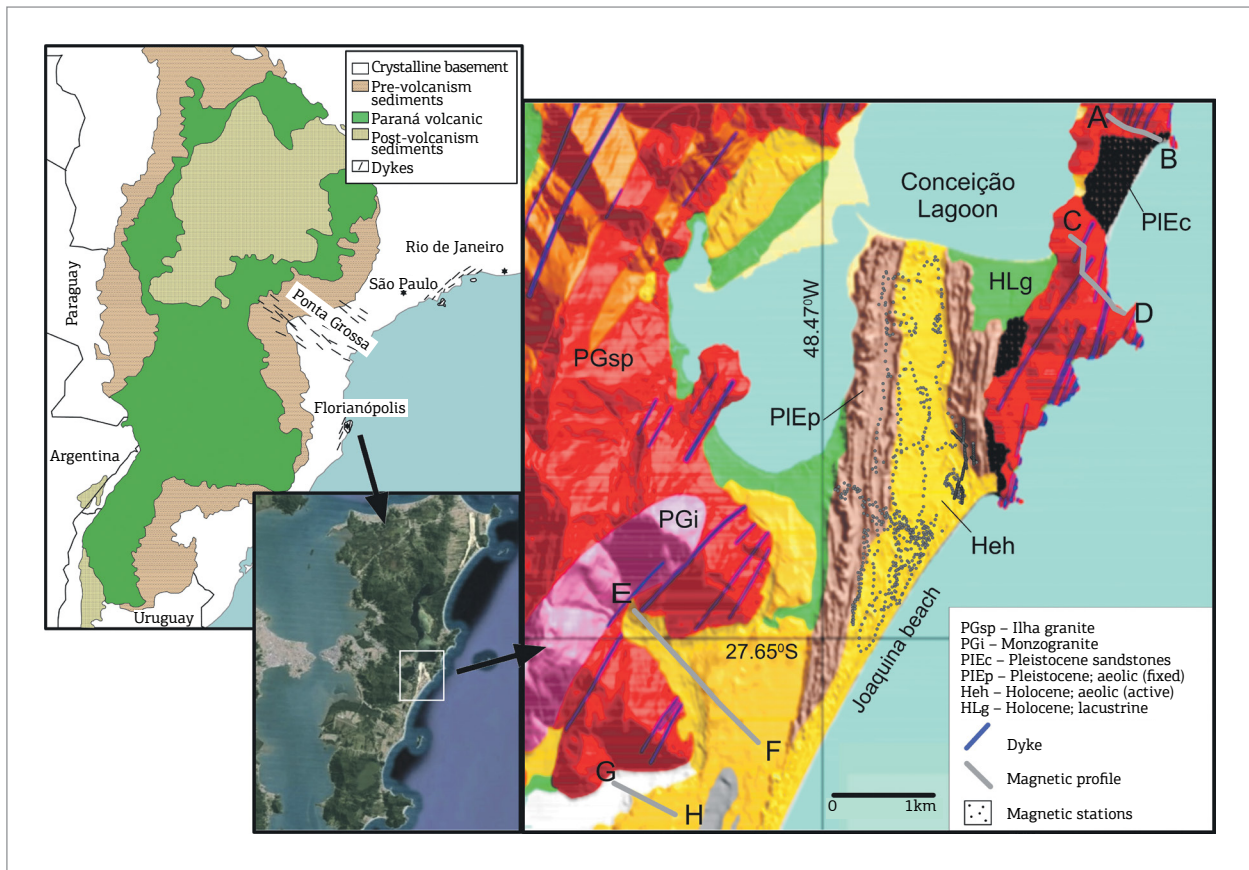 Crystalline basement
Pre-volcanism
sediments
Paraná volcanic
Post-volcanism
sediments
Dykes
Rio de Janeiro
São Paulo
Ponta Grossa
Paraguay
Florianópolis
Argentina
Uruguay
A
B
Conceição
Lagoon
PIEc
C
HLg
D
48.47⁰W
PGsp
PIEp
PGi
Heh
E
27.65⁰S
Joaquina beach
F
G
H
0 1km
PGsp – Ilha granite
PGi – Monzogranite
PIEc – Pleistocene sandstones
PIEp – Pleistocene; aeolic (fixed)
Heh – Holocene; aeolic (active)
HLg – Holocene; lacustrine
Dyke
Magnetic profile
Magnetic stations